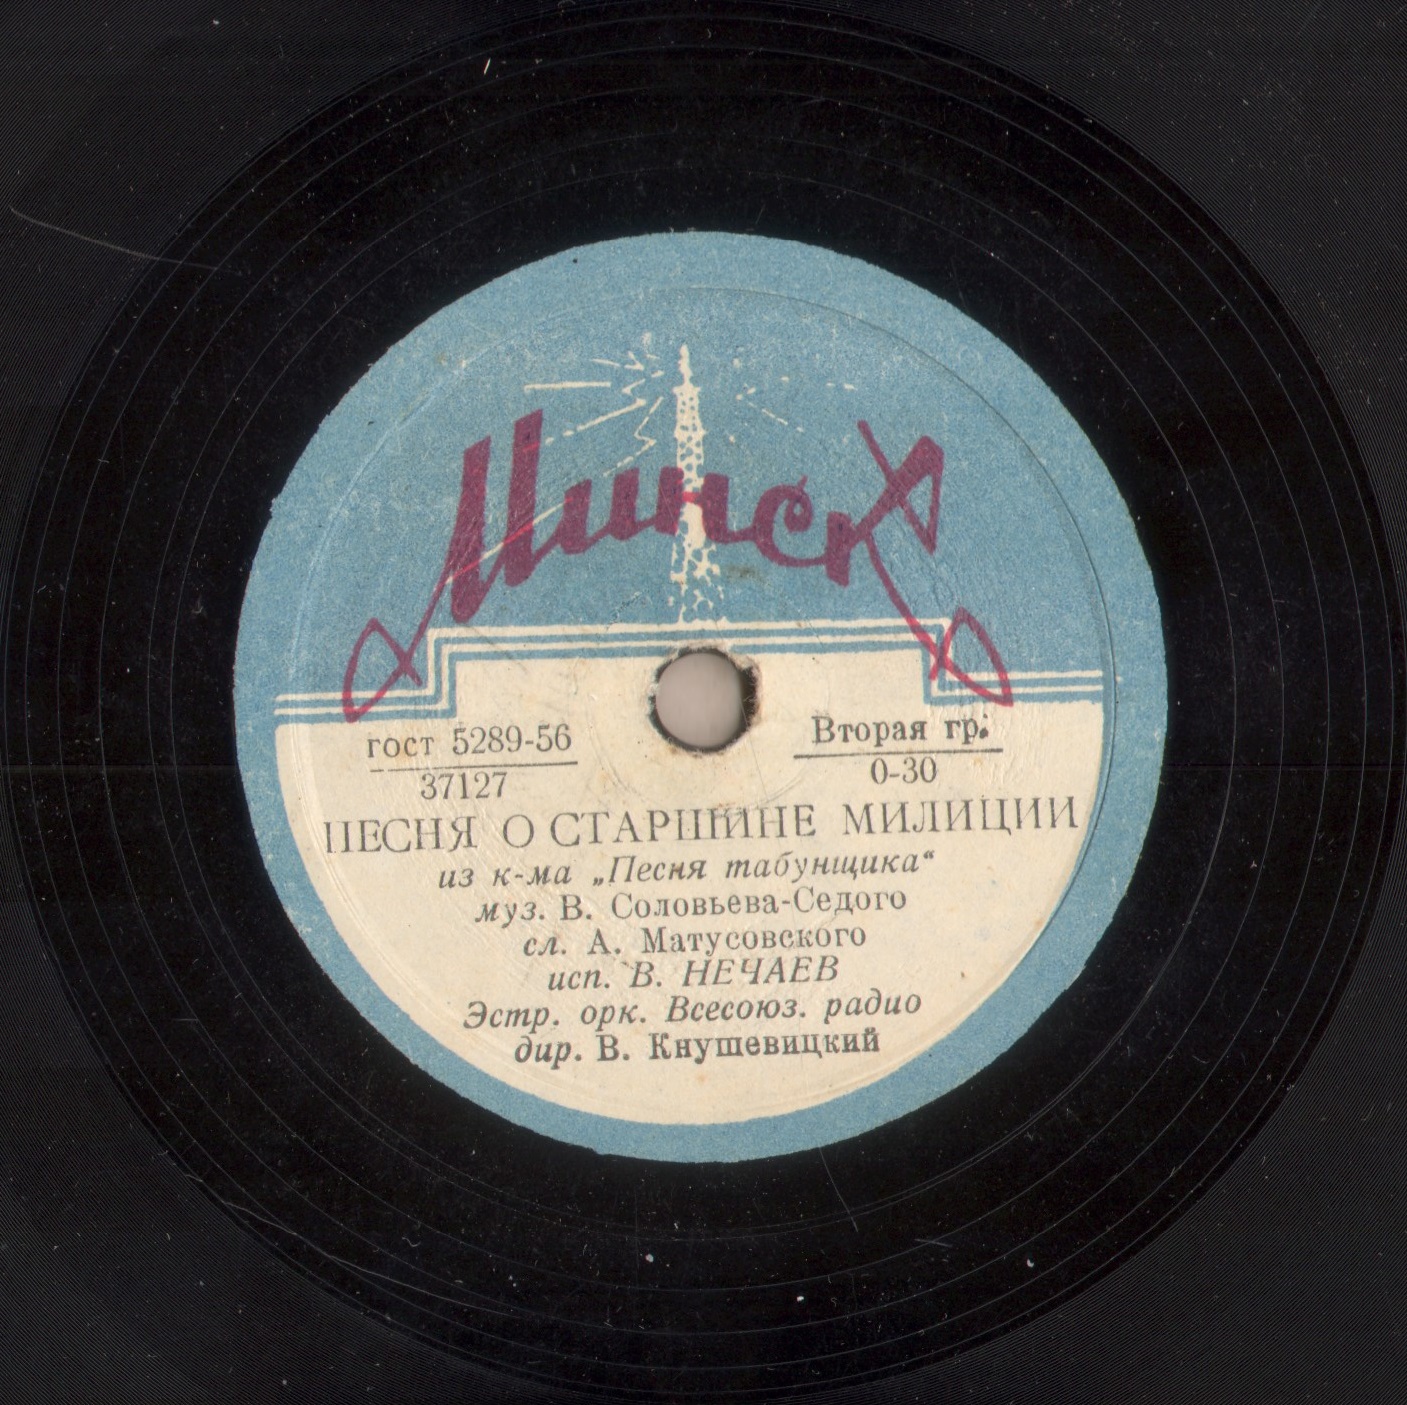 Минск
гост 5289-56
37127
Вторая гр.
0-30
ПЕСНЯ О СТАРШИНЕ МИЛИЦИИ
из к-ма „Песня табунщика“
муз. В. Соловьева-Седого
сл. А. Матусовского
исп. В. НЕЧАЕВ
Эстр. орк. Всесоюз. радио
дир. В. Кнушевицкий